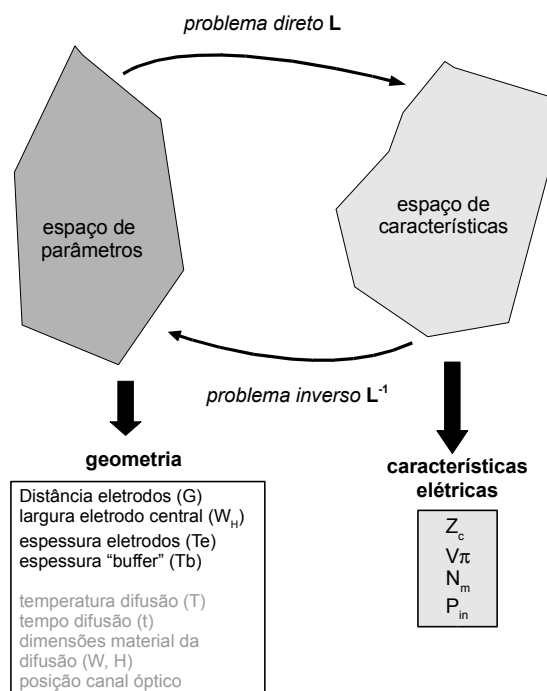 problema direto L
espaço de
parâmetros
espaço de
características
problema inverso L-1
geometria
Distância eletrodos (G)
largura eletrodo central (WH)
espessura eletrodos (Te)
espessura “buffer” (Tb)
temperatura difusão (T)
tempo difusão (t)
dimensões material da
difusão (W, H)
posição canal óptico
características
elétricas
Zc
Vπ
Nm
Pin